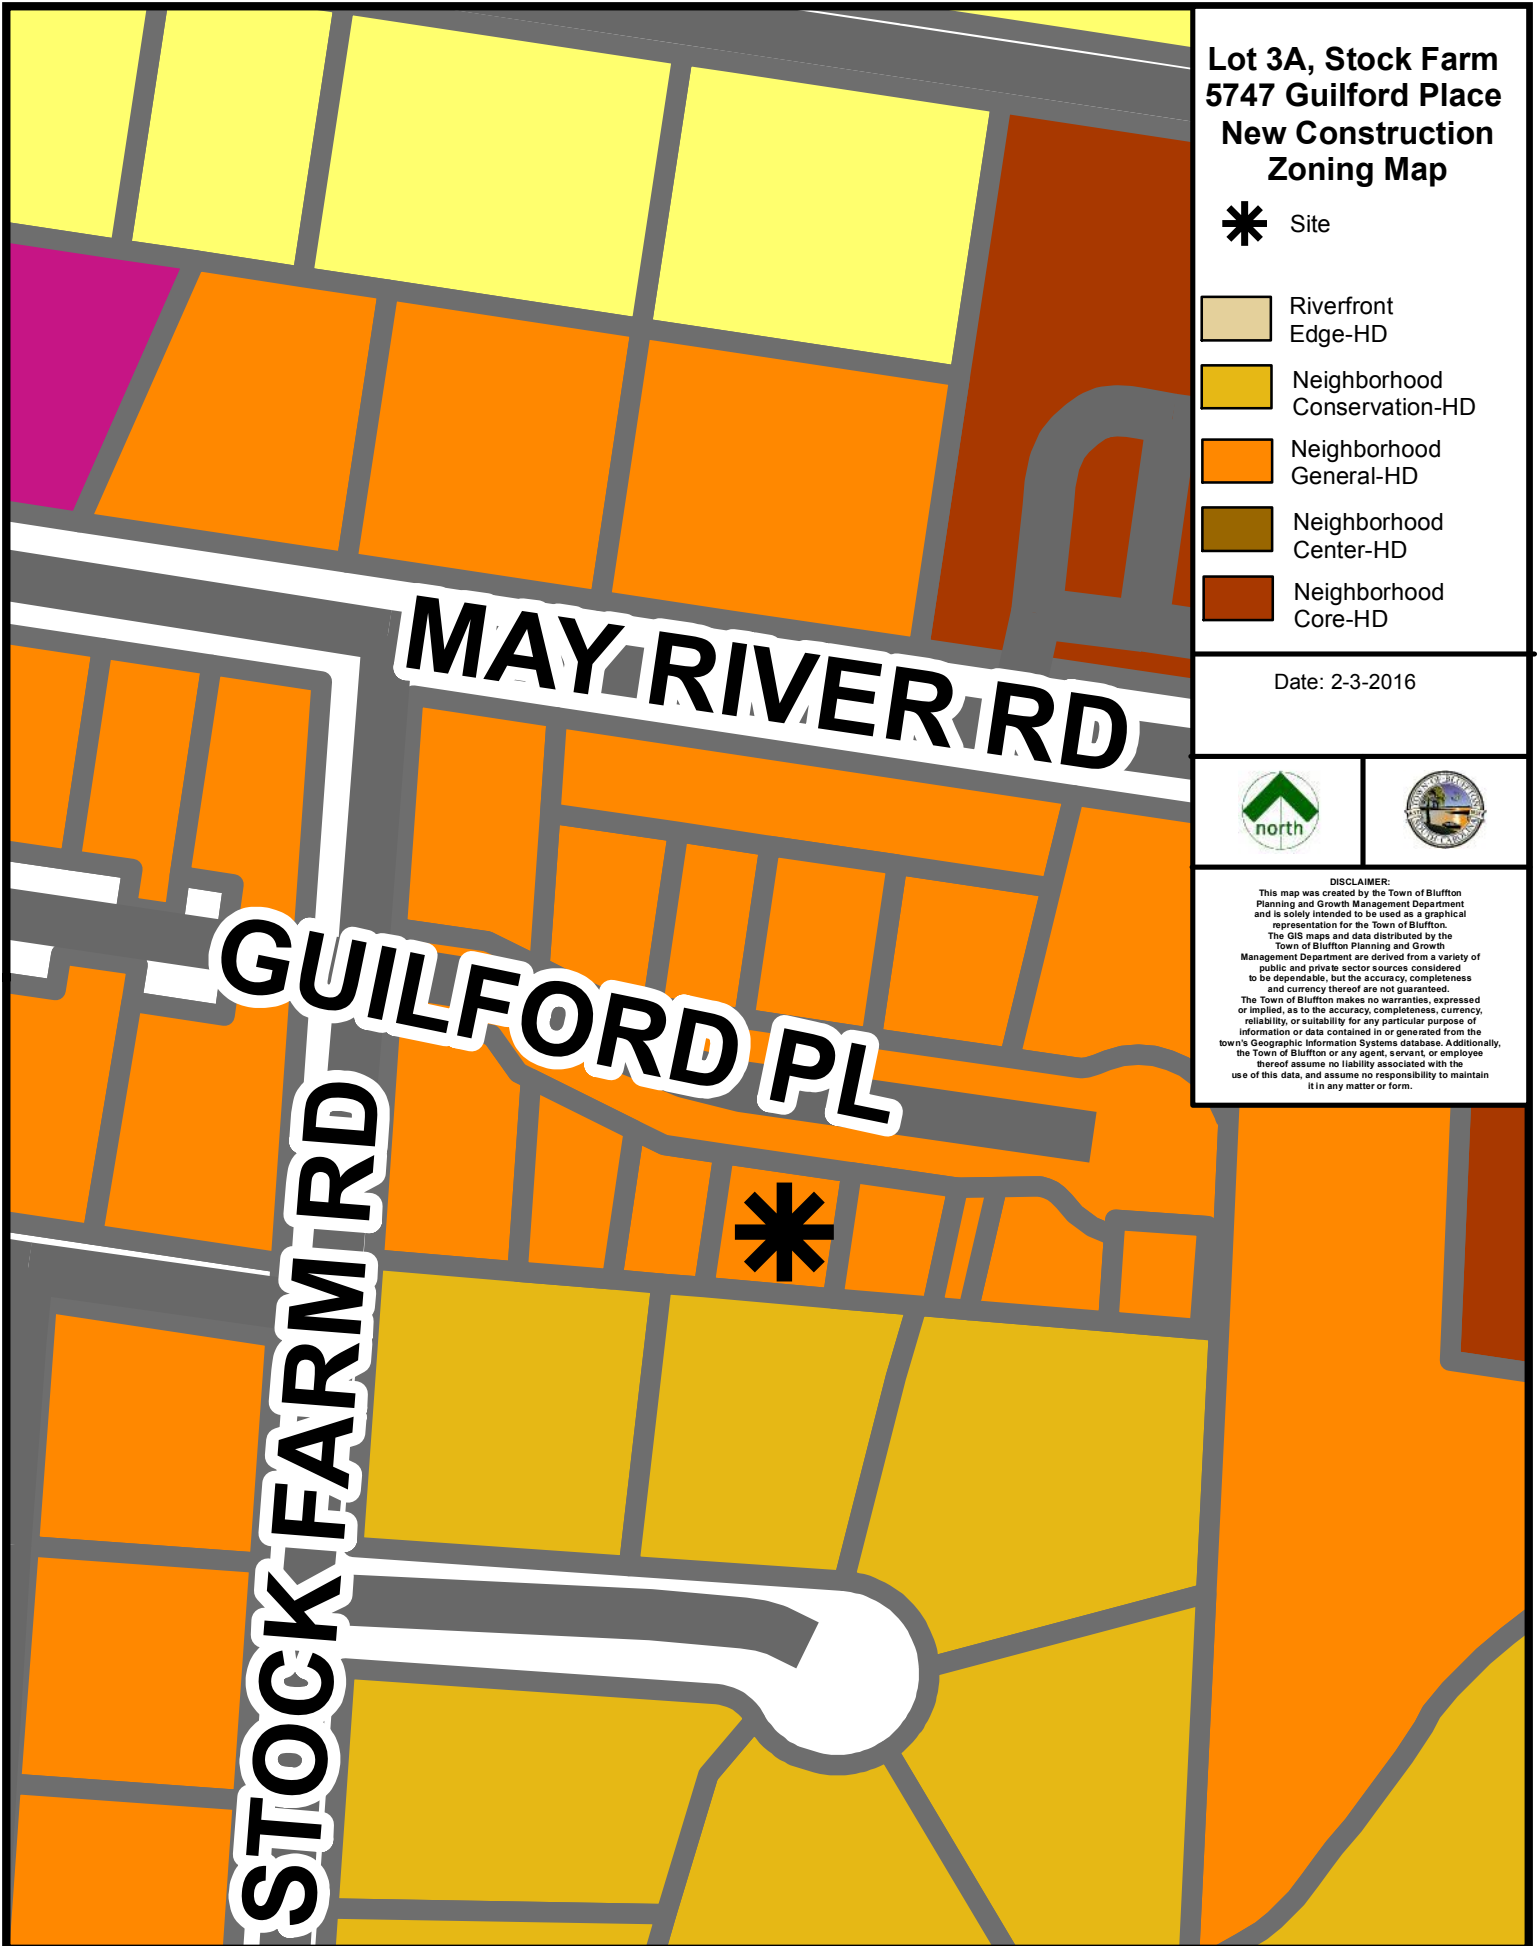 Lot 3A, Stock Farm
5747 Guilford Place
New Construction
Zoning Map
Site
Riverfront
Edge-HD
Neighborhood
Conservation-HD
Neighborhood
General-HD
Neighborhood
Center-HD
Neighborhood
Core-HD
Date: 2-3-2016
north
TOWN OF BLUFFTON
SOUTH CAROLINA
DISCLAIMER:
This map was created by the Town of Bluffton
Planning and Growth Management Department
and is solely intended to be used as a graphical
representation for the Town of Bluffton.
The GIS maps and data distributed by the
Town of Bluffton Planning and Growth
Management Department are derived from a variety of
public and private sector sources considered
to be dependable, but the accuracy, completeness
and currency thereof are not guaranteed.
The Town of Bluffton makes no warranties, expressed
or implied, as to the accuracy, completeness, currency,
reliability, or suitability for any particular purpose of
information or data contained in or generated from the
town's Geographic Information Systems database. Additionally,
the Town of Bluffton or any agent, servant, or employee
thereof assume no liability associated with the
use of this data, and assume no responsibility to maintain
it in any matter or form.
MAY RIVER RD
GUILFORD PL
STOCK FARM RD